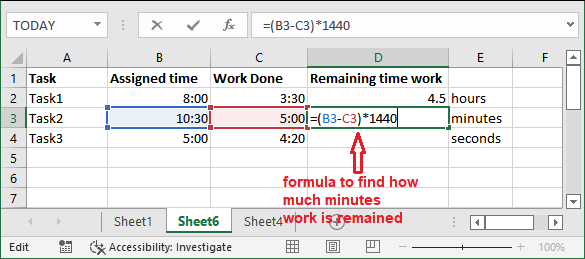 TODAY =(B3-C3)*1440
A B C D E F
1 Task Assigned time Work Done Remaining time work
2 Task1 8:00 3:30 4.5 hours
3 Task2 10:30 5:00 =(B3-C3)*1440 minutes
4 Task3 5:00 4:20 seconds
5
6
7
formula to find how
much minutes
work is remained
Sheet1 Sheet6 Sheet4
Edit Accessibility: Investigate 100%